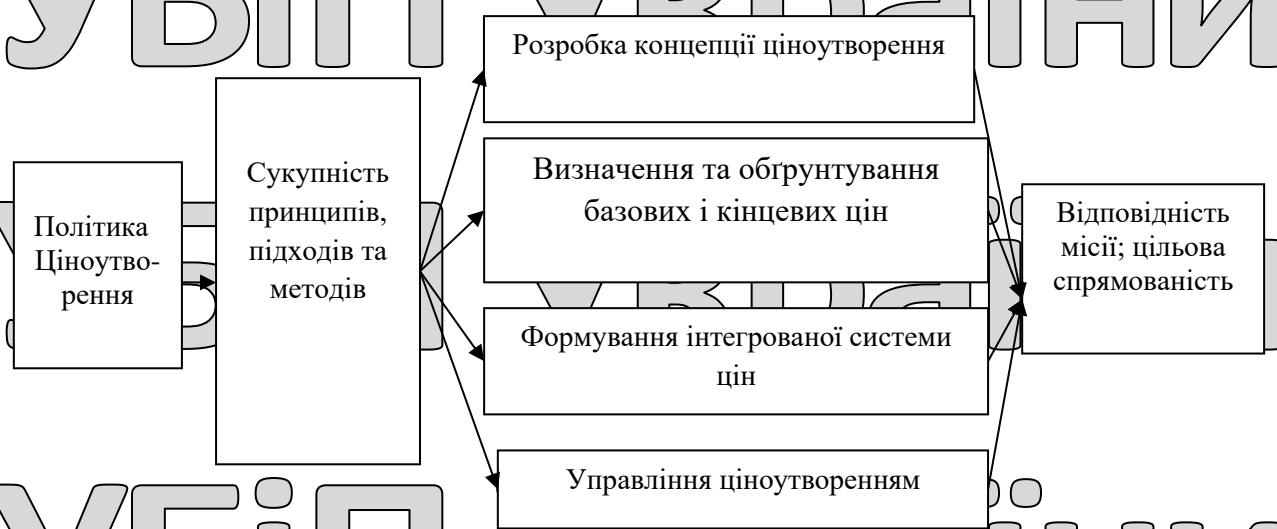 Політика
Ціноутво-
рення
Сукупність
принципів,
підходів та
методів
Розробка концепції ціноутворення
Визначення та обґрунтування
базових і кінцевих цін
Формування інтегрованої системи
цін
Управління ціноутворенням
Відповідність
місії; цільова
спрямованість